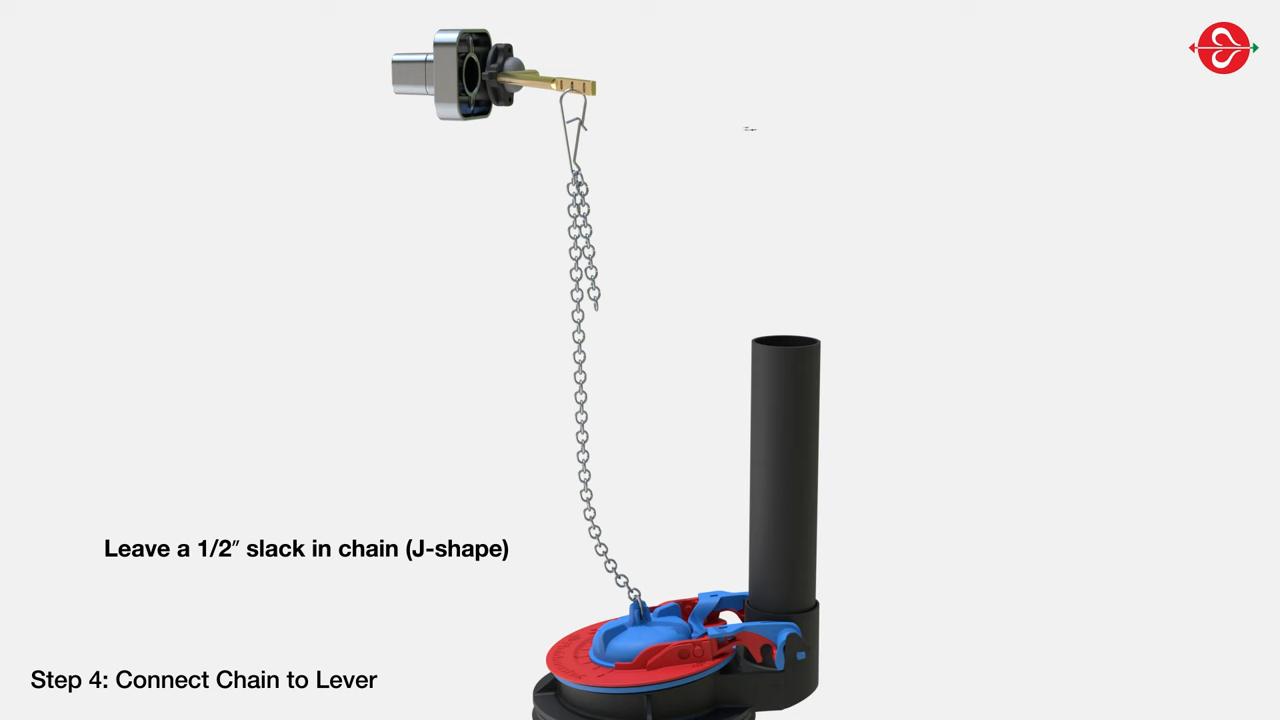 Leave a 1/2″ slack in chain (J-shape)
Step 4: Connect Chain to Lever